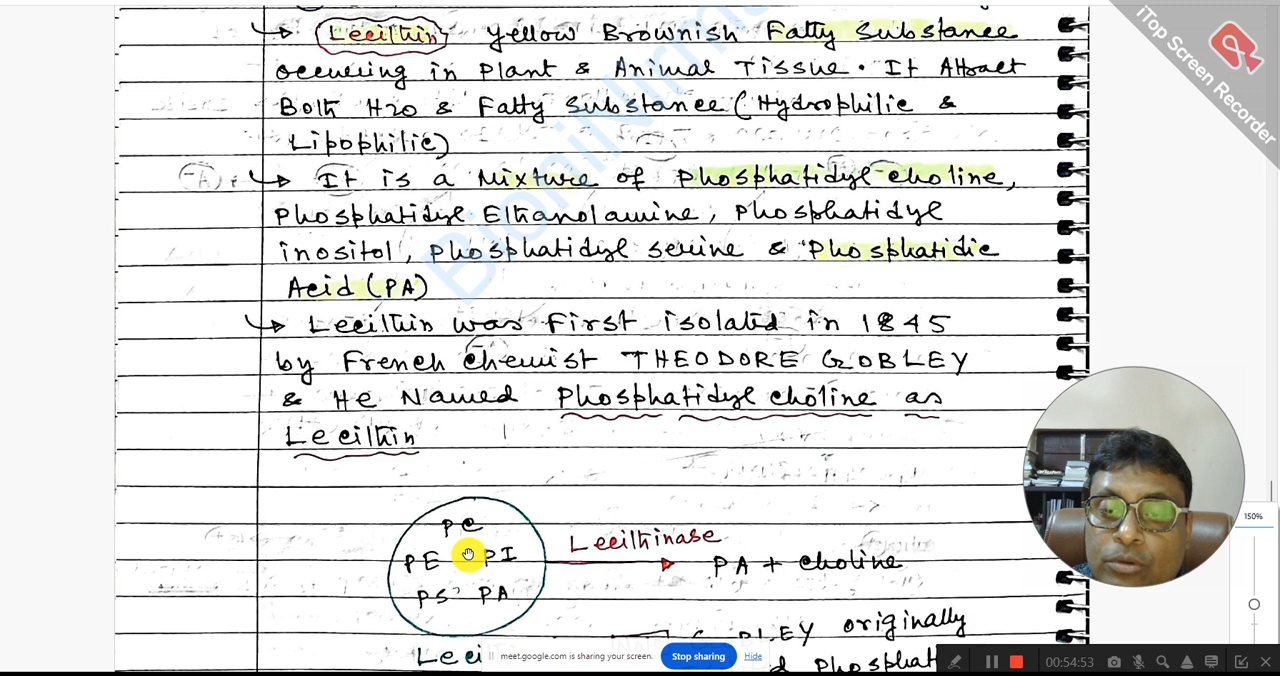 Lecithin yellow Brownish Fatty Substance
occurring in Plant & Animal Tissue. It Attract
Both H2O & Fatty Substance (Hydrophilic &
Lipophilic)
It is a Mixture of Phosphatidyl-choline,
Phosphatidyl Ethanolamine, Phosphatidyl
inositol, Phosphatidyl serine & Phosphatidic
Acid (PA)
Lecithin was First isolated in 1845
by French chemist THEODORE GOBLEY
& He Named Phosphatidyl choline as
Lecithin
PC
PE PI
PS PA
Lecithinase
PA + choline
originally
Phosphat
Leci
meet.google.com is sharing your screen.
Stop sharing
Hide
150%
00:54:53
iTop Screen Recorder